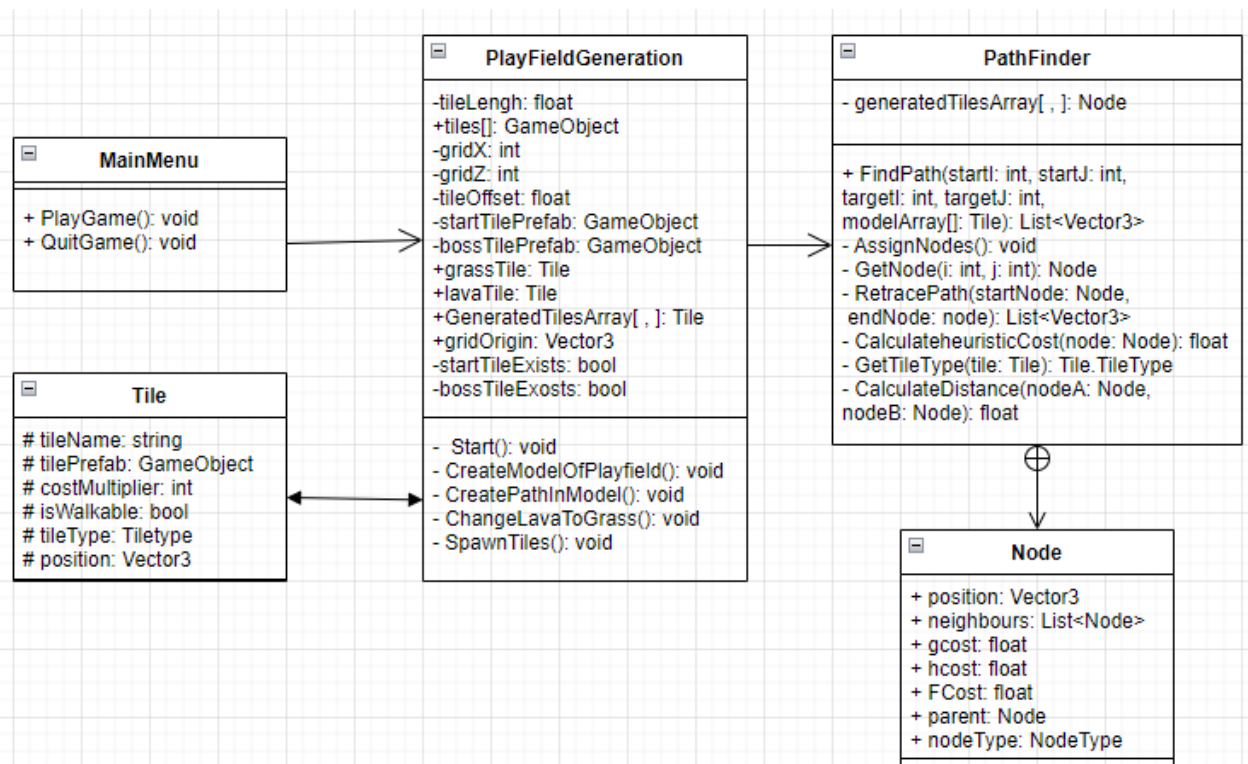 MainMenu
+ PlayGame(): void
+ QuitGame(): void
Tile
# tileName: string
# tilePrefab: GameObject
# costMultiplier: int
# isWalkable: bool
# tileType: Tiletype
# position: Vector3
PlayFieldGeneration
-tileLengh: float
+tiles[]: GameObject
-gridX: int
-gridZ: int
-tileOffset: float
-startTilePrefab: GameObject
-bossTilePrefab: GameObject
+grassTile: Tile
+lavaTile: Tile
+GeneratedTilesArray[ , ]: Tile
+gridOrigin: Vector3
-startTileExists: bool
-bossTileExosts: bool
- Start(): void
- CreateModelOfPlayfield(): void
- CreatePathInModel(): void
- ChangeLavaToGrass(): void
- SpawnTiles(): void
PathFinder
- generatedTilesArray[ , ]: Node
+ FindPath(startI: int, startJ: int,
targetI: int, targetJ: int,
modelArray[]: Tile): List<Vector3>
- AssignNodes(): void
- GetNode(i: int, j: int): Node
- RetracePath(startNode: Node,
endNode: node): List<Vector3>
- CalculateheuristicCost(node: Node): float
- GetTileType(tile: Tile): Tile.TileType
- CalculateDistance(nodeA: Node,
nodeB: Node): float
Node
+ position: Vector3
+ neighbours: List<Node>
+ gcost: float
+ hcost: float
+ FCost: float
+ parent: Node
+ nodeType: NodeType